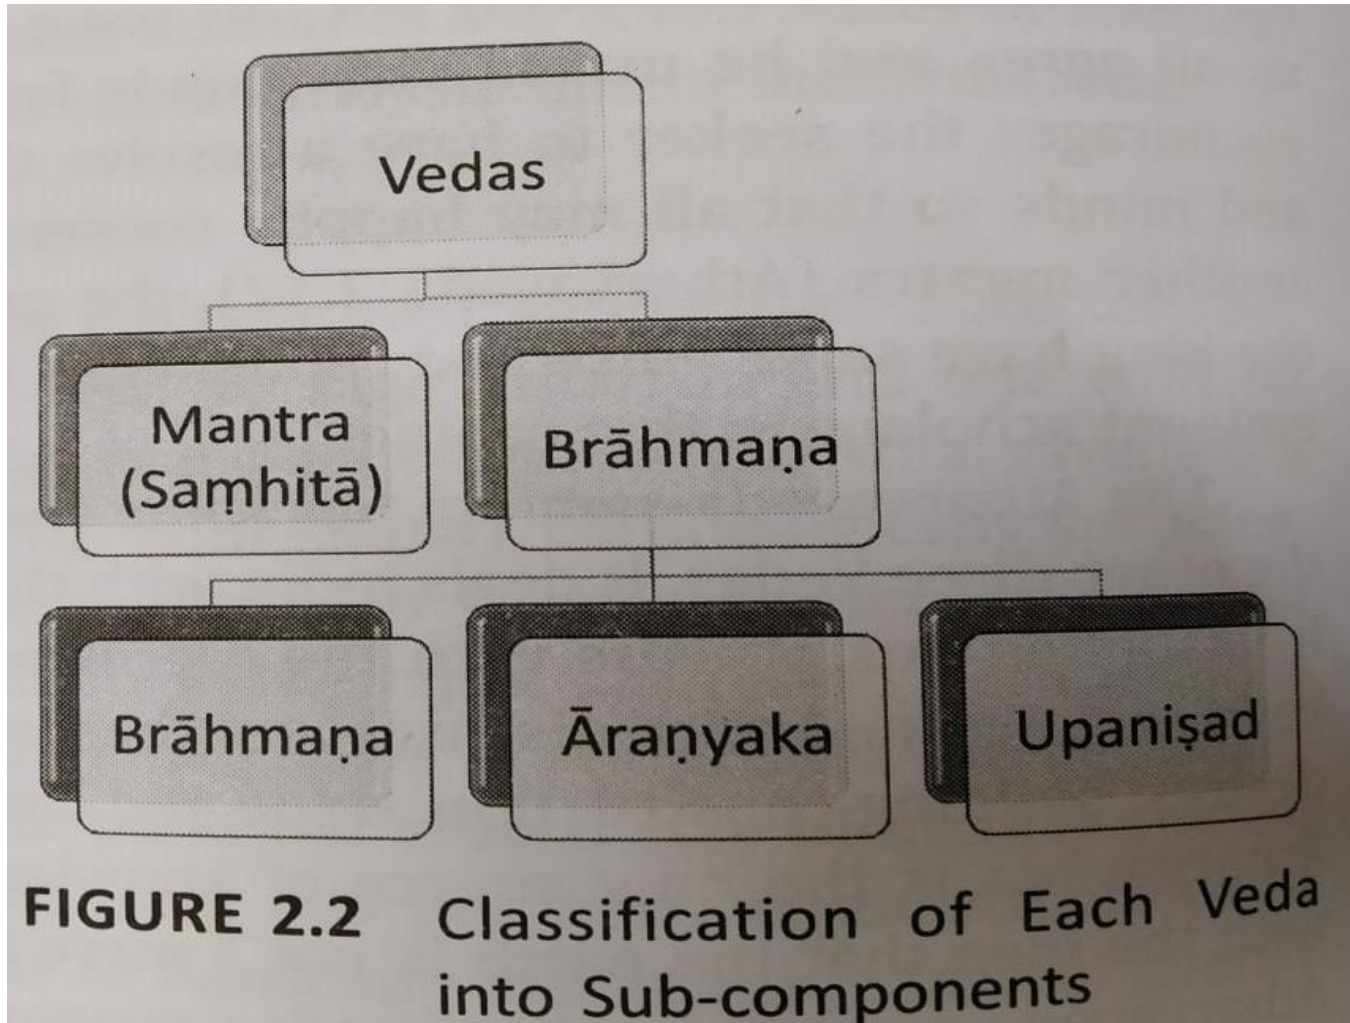 Vedas
Mantra
(Saṃhitā)
Brāhmaṇa
Brāhmaṇa
Āraṇyaka
Upaniṣad
FIGURE 2.2 Classification of Each Veda
into Sub-components